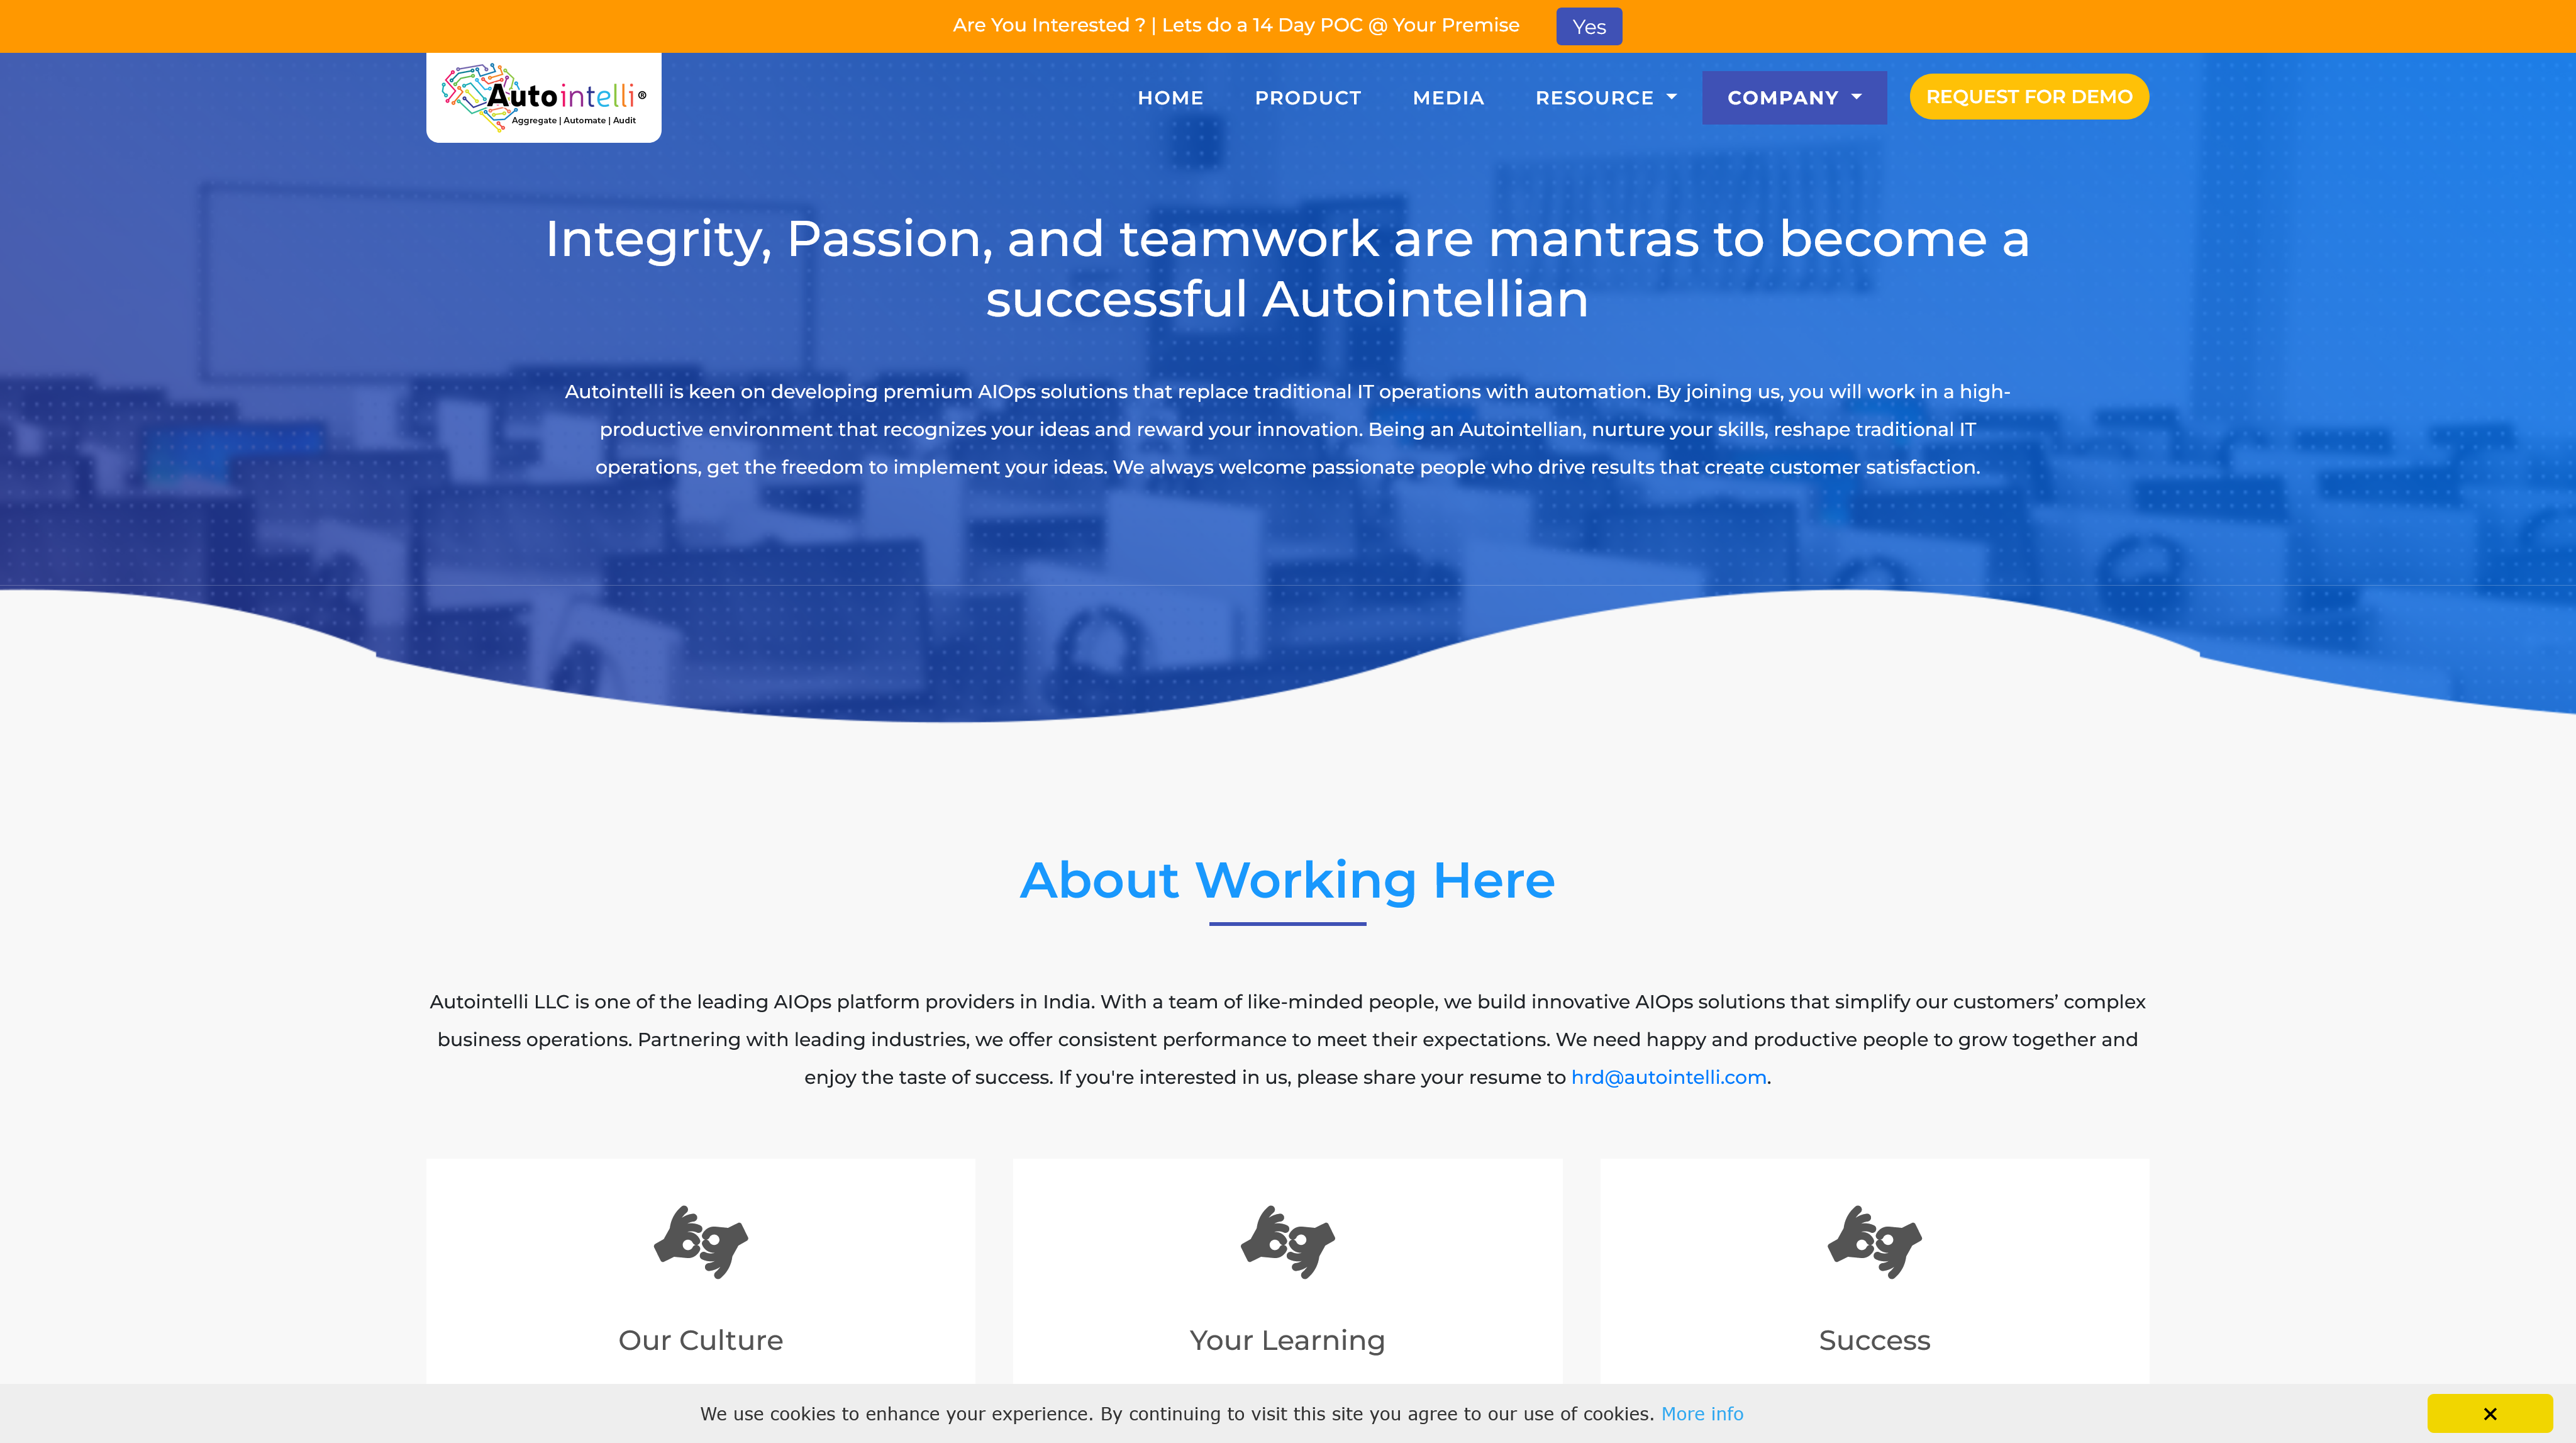 Are You Interested ? | Lets do a 14 Day POC @ Your Premise
Yes
Autointelli®
Aggregate | Automate | Audit
HOME
PRODUCT
MEDIA
RESOURCE
COMPANY
REQUEST FOR DEMO
Integrity, Passion, and teamwork are mantras to become a
successful Autointellian
Autointelli is keen on developing premium AIOps solutions that replace traditional IT operations with automation. By joining us, you will work in a high-
productive environment that recognizes your ideas and reward your innovation. Being an Autointellian, nurture your skills, reshape traditional IT
operations, get the freedom to implement your ideas. We always welcome passionate people who drive results that create customer satisfaction.
About Working Here
Autointelli LLC is one of the leading AIOps platform providers in India. With a team of like-minded people, we build innovative AIOps solutions that simplify our customers’ complex
business operations. Partnering with leading industries, we offer consistent performance to meet their expectations. We need happy and productive people to grow together and
enjoy the taste of success. If you're interested in us, please share your resume to hrd@autointelli.com.
Our Culture
Your Learning
Success
We use cookies to enhance your experience. By continuing to visit this site you agree to our use of cookies. More info